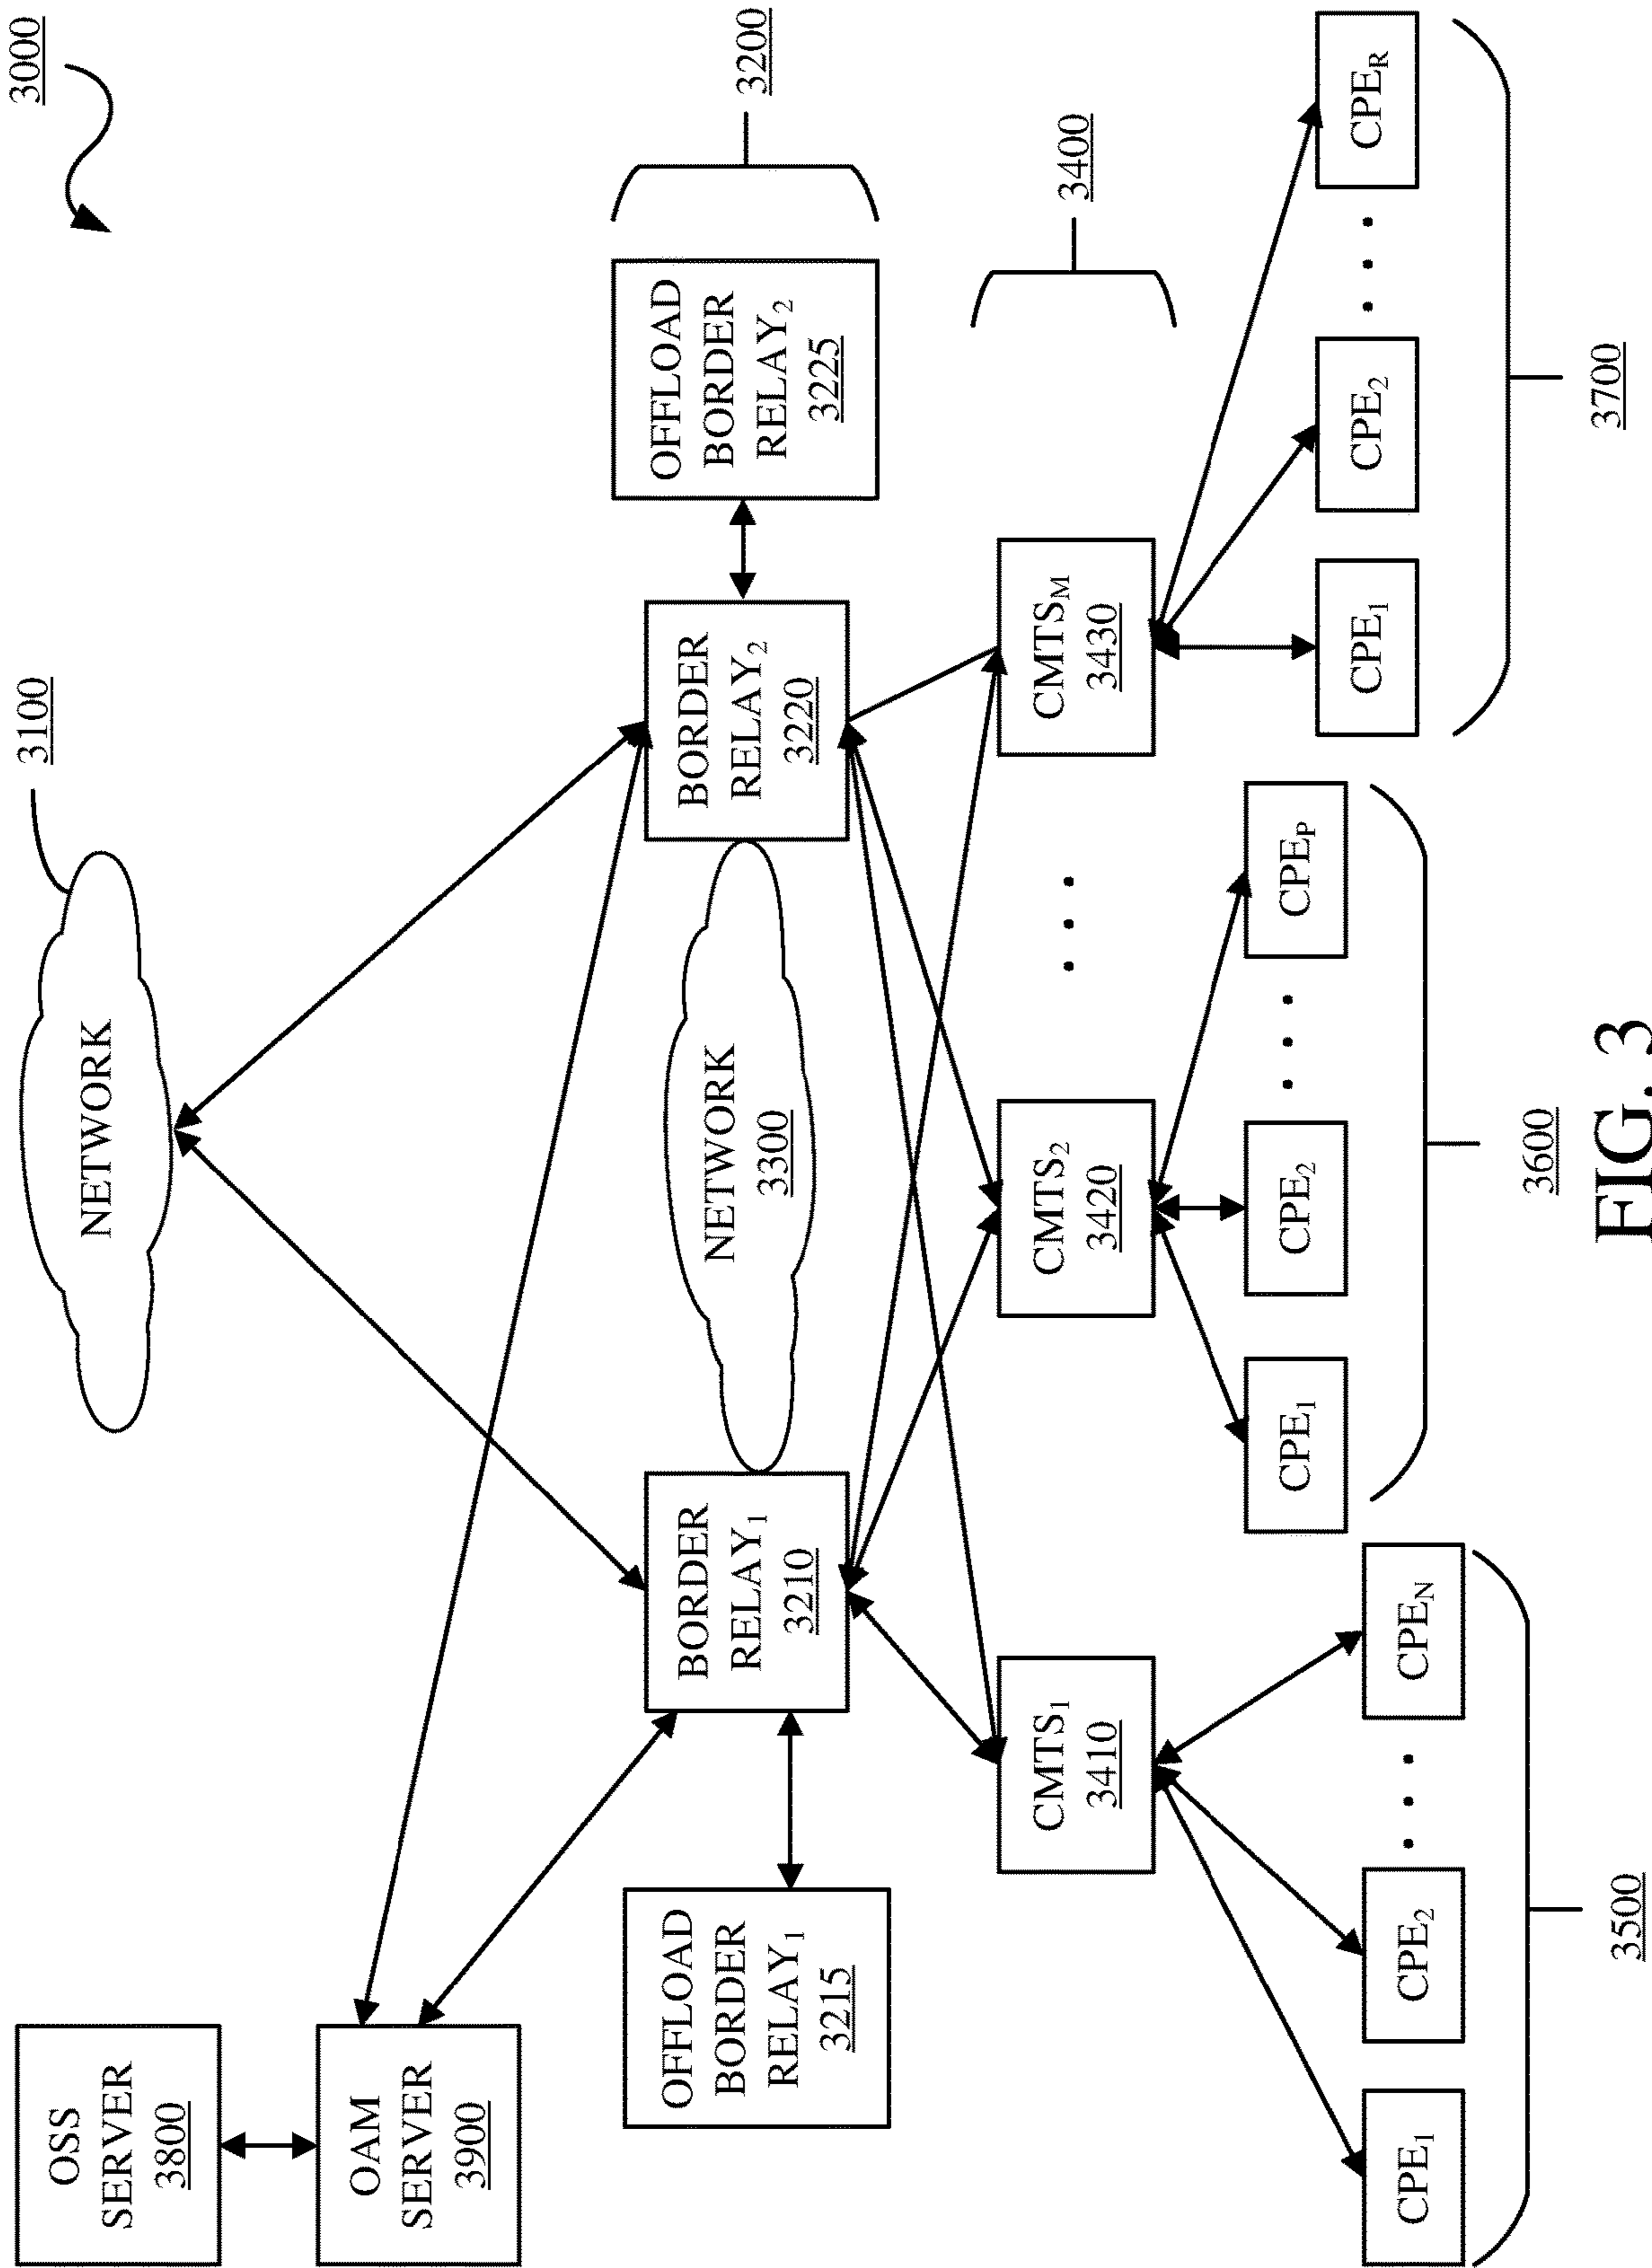 3000
3100
NETWORK
OSS
SERVER
3800
OAM
SERVER
3900
3200
OFFLOAD
BORDER
RELAY₁
3215
BORDER
RELAY₁
3210
NETWORK
3300
BORDER
RELAY₂
3220
OFFLOAD
BORDER
RELAY₂
3225
3400
CMTS₁
3410
CMTS₂
3420
. . .
CMTSM
3430
CPE₁
CPE₂
. . .
CPEN
3500
CPE₁
CPE₂
. . .
CPEP
3600
CPE₁
CPE₂
. . .
CPER
3700
FIG. 3